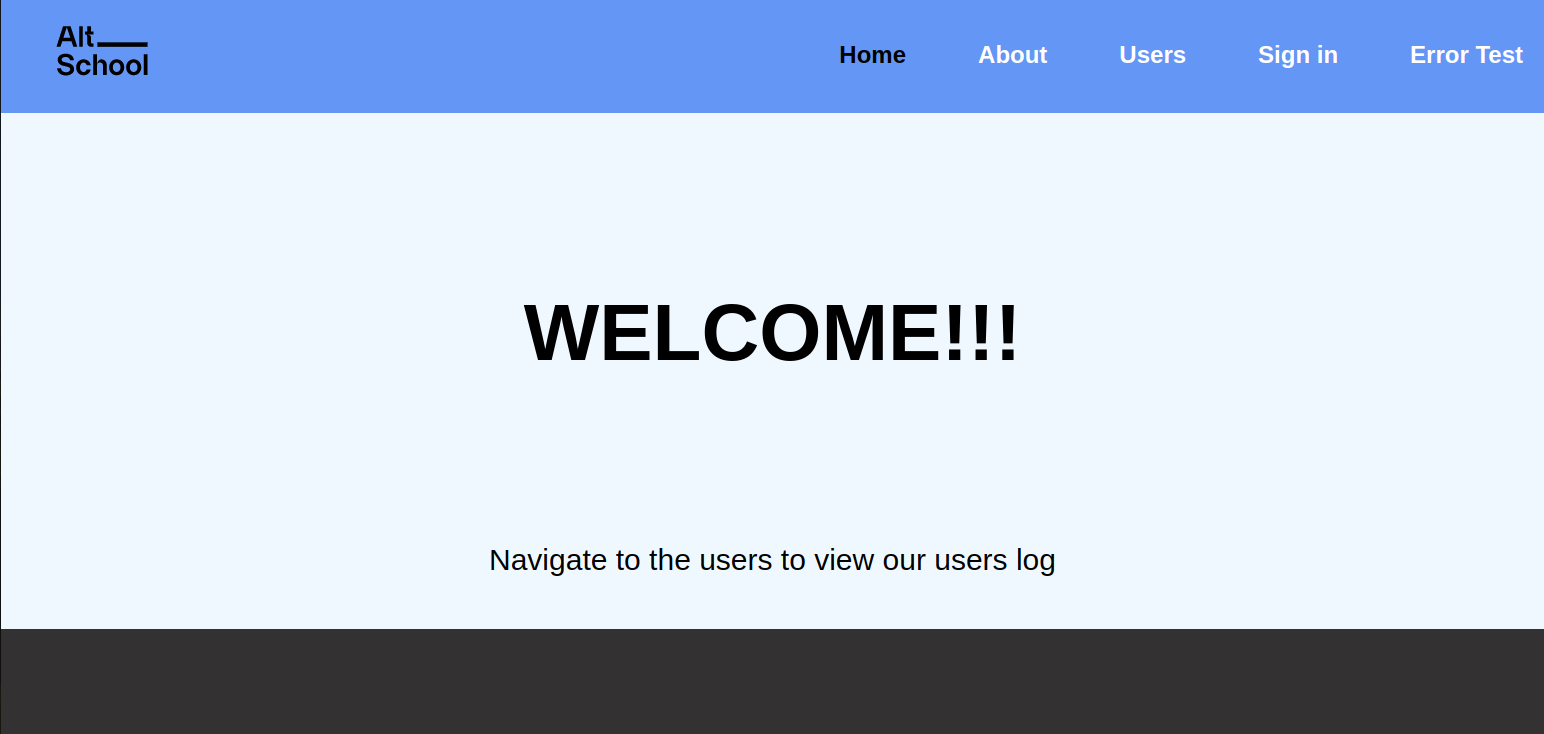 Alt
School
Home About Users Sign in Error Test
WELCOME!!!
Navigate to the users to view our users log